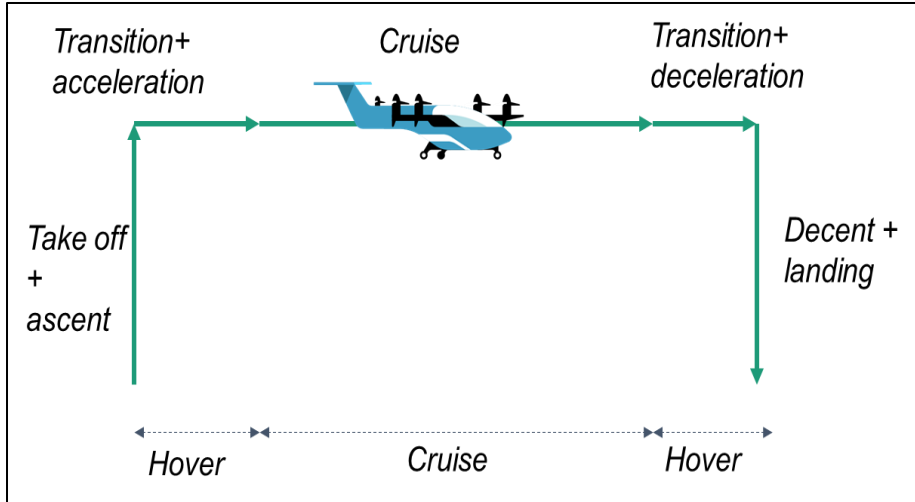 Transition+
acceleration
Cruise
Transition+
deceleration
Take off
+
ascent
Decent +
landing
Hover
Cruise
Hover